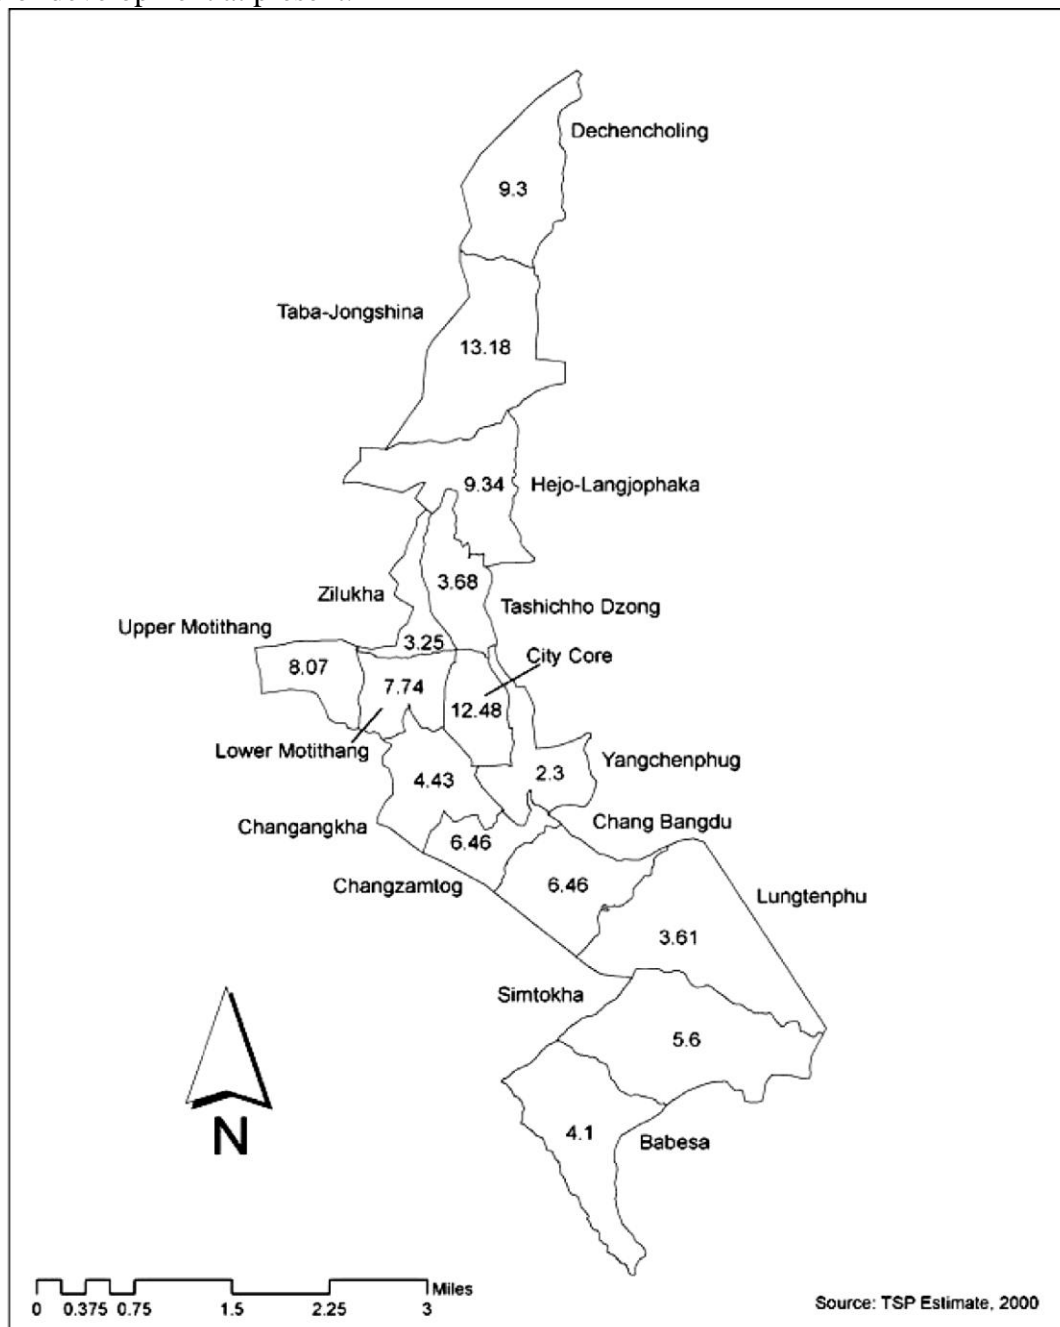 Dechencholing
9.3
Taba-Jongshina
13.18
9.34 Hejo-Langjophaka
Zilukha
3.68
Tashichho Dzong
Upper Motithang
3.25
City Core
8.07
7.74
12.48
Lower Motithang
Yangchenphug
2.3
4.43
Changangkha
Chang Bangdu
6.46
Changzamtog
6.46
Lungtenphu
3.61
Simtokha
5.6
4.1
Babesa
N
Miles
0 0.375 0.75 1.5 2.25 3
Source: TSP Estimate, 2000